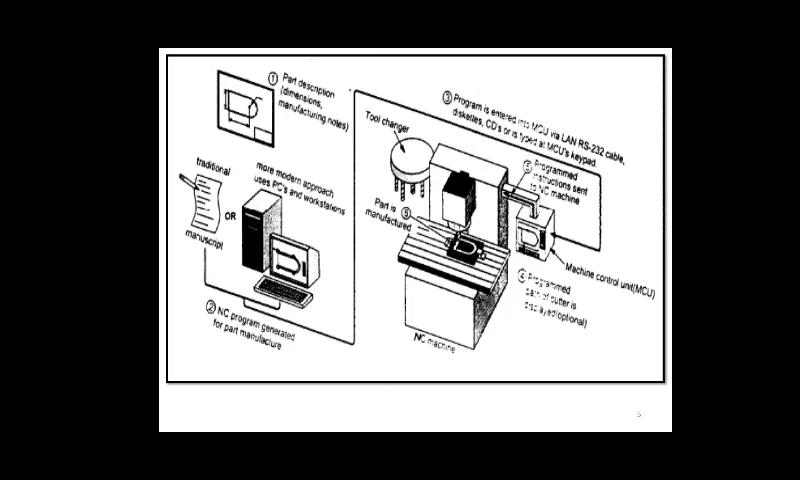 ① Part description
(dimensions,
manufacturing notes)
traditional
OR
manuscript
more modern approach
uses PC's and workstations
② NC program generated
for part manufacture
③ Program is entered into MCU via LAN RS-232 cable,
diskettes, CD's or is typed at MCU's keypad.
Tool changer
⑤ Programmed
instructions sent
to NC machine
Part is ⑥
manufactured
Machine control unit(MCU)
④ Programmed
path of cutter is
displayed(optional)
NC machine
5